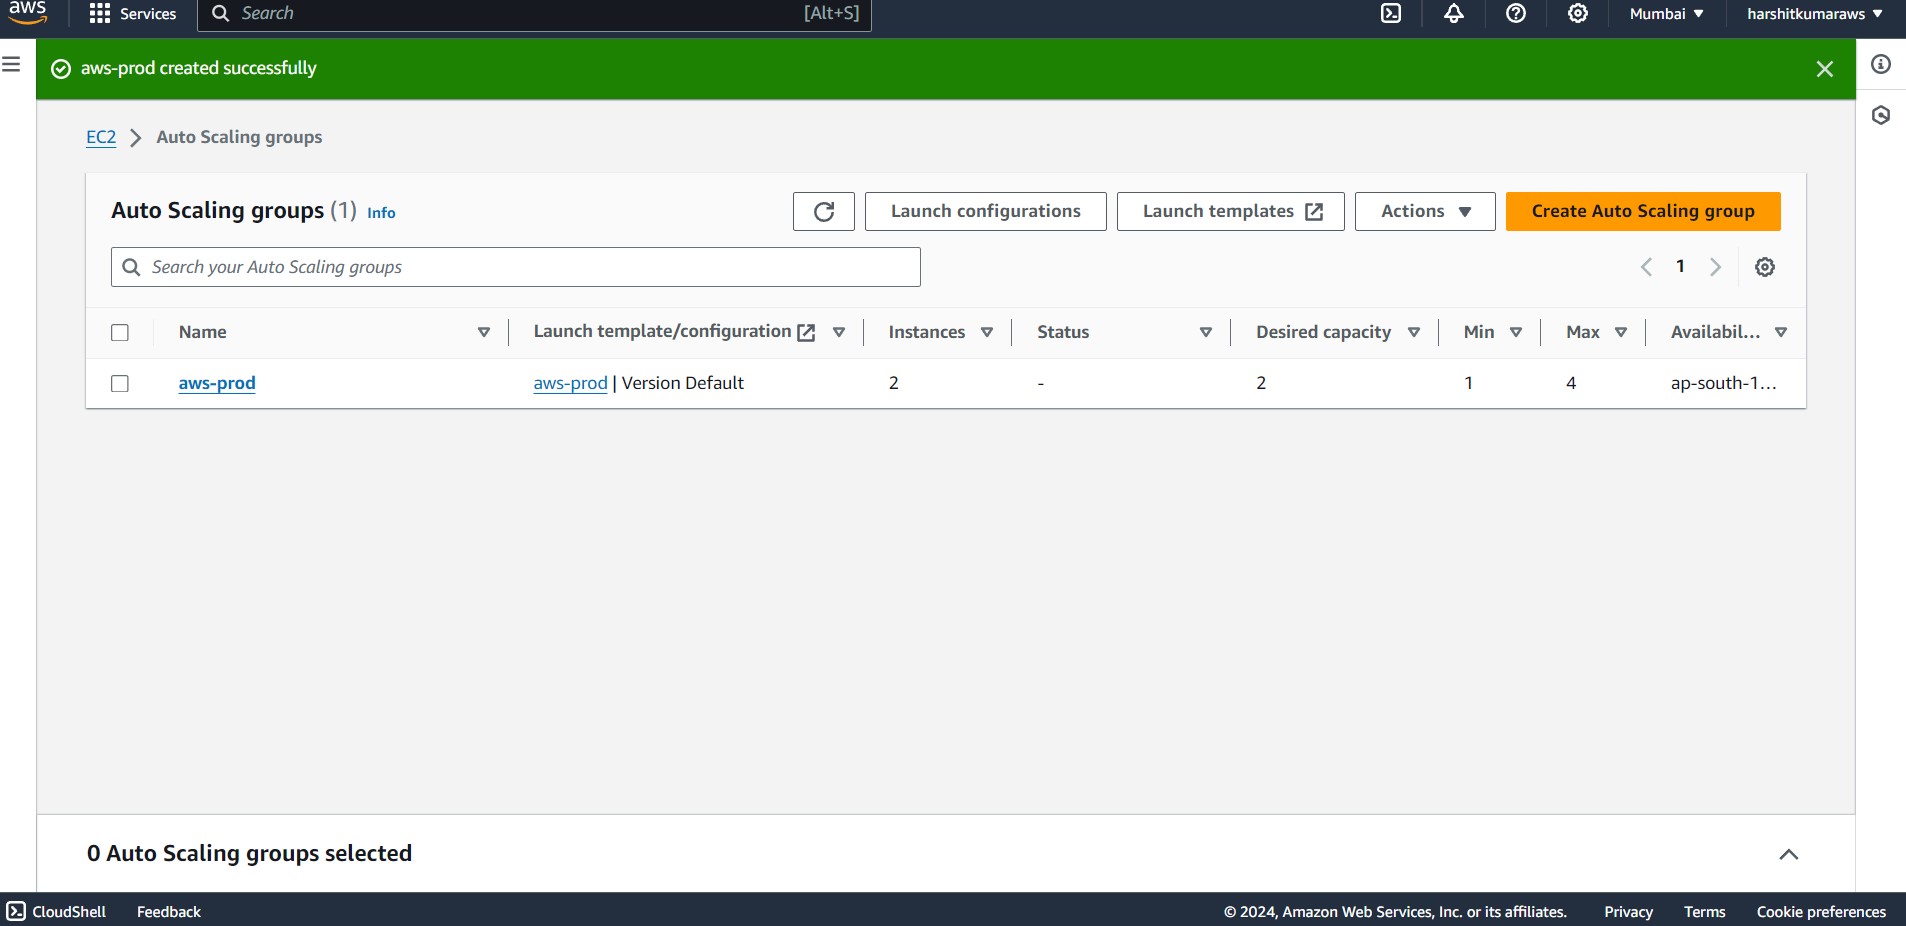 aws Services Search [Alt+S] Mumbai harshitkumaraws
aws-prod created successfully
EC2 Auto Scaling groups
Auto Scaling groups (1) Info Launch configurations Launch templates Actions Create Auto Scaling group
Search your Auto Scaling groups 1
Name Launch template/configuration Instances Status Desired capacity Min Max Availabil...
aws-prod aws-prod | Version Default 2 - 2 1 4 ap-south-1...
0 Auto Scaling groups selected
CloudShell Feedback © 2024, Amazon Web Services, Inc. or its affiliates. Privacy Terms Cookie preferences